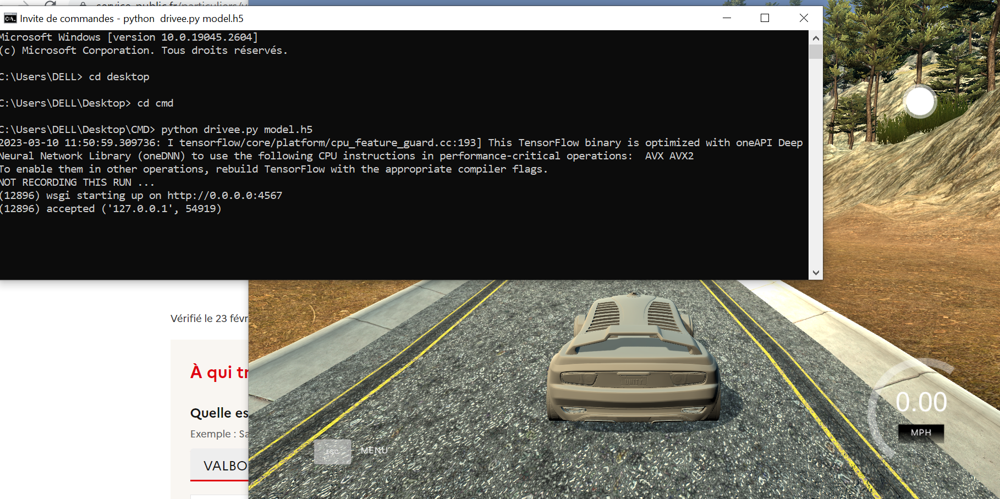 service-public.fr/particuliers/v
Invite de commandes - python  drivee.py model.h5
Microsoft Windows [version 10.0.19045.2604]
(c) Microsoft Corporation. Tous droits réservés.
C:\Users\DELL> cd desktop
C:\Users\DELL\Desktop> cd cmd
C:\Users\DELL\Desktop\CMD> python drivee.py model.h5
2023-03-10 11:50:59.309736: I tensorflow/core/platform/cpu_feature_guard.cc:193] This TensorFlow binary is optimized with oneAPI Deep
Neural Network Library (oneDNN) to use the following CPU instructions in performance-critical operations:  AVX AVX2
To enable them in other operations, rebuild TensorFlow with the appropriate compiler flags.
NOT RECORDING THIS RUN ...
(12896) wsgi starting up on http://0.0.0.0:4567
(12896) accepted ('127.0.0.1', 54919)
Vérifié le 23 févr
À qui tr
Quelle es
Exemple : Sa
VALBO
UNITY
ESC
MENU
0.00
MPH